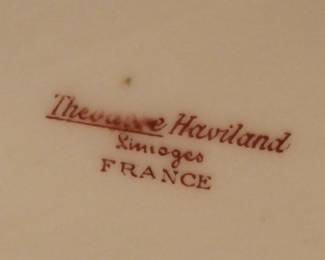 Theodore Haviland
Limoges
FRANCE